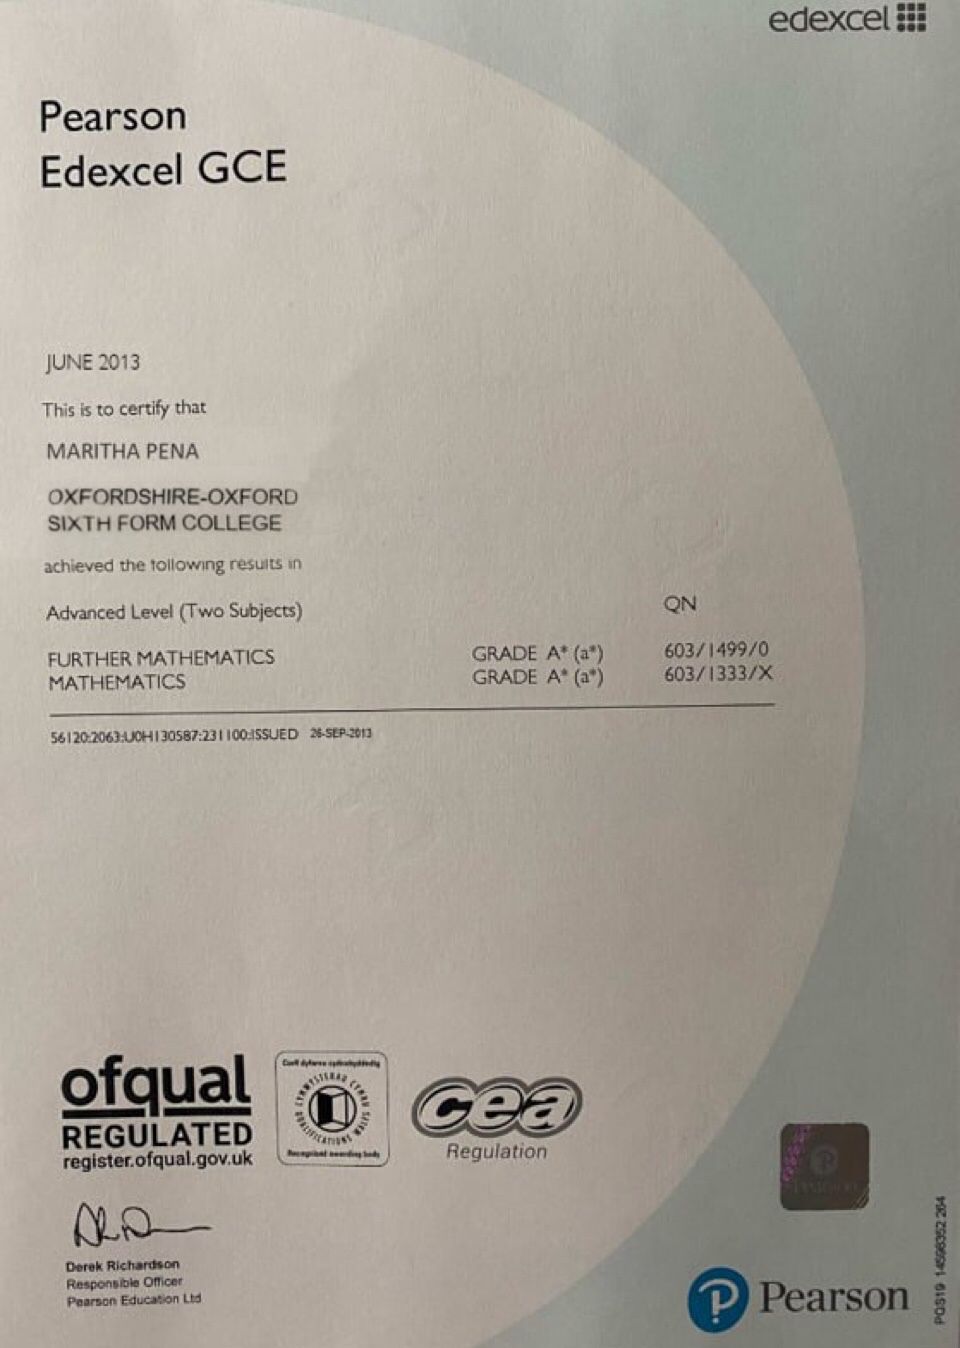 edexcel
Pearson
Edexcel GCE
JUNE 2013
This is to certify that
MARITHA PENA
OXFORDSHIRE-OXFORD
SIXTH FORM COLLEGE
achieved the following results in
Advanced Level (Two Subjects) QN
FURTHER MATHEMATICS GRADE A* (a*) 603/1499/0
MATHEMATICS GRADE A* (a*) 603/1333/X
56120:2063:U0H130587:231100:ISSUED 26-SEP-2013
ofqual
REGULATED
register.ofqual.gov.uk
Corff dyfarnu cydnabyddedig
CYMWYSTERAU CYMRU
QUALIFICATIONS WALES
Recognised awarding body
cea
Regulation
PEARSON
Derek Richardson
Responsible Officer
Pearson Education Ltd
Pearson
PGS19 14598352 264